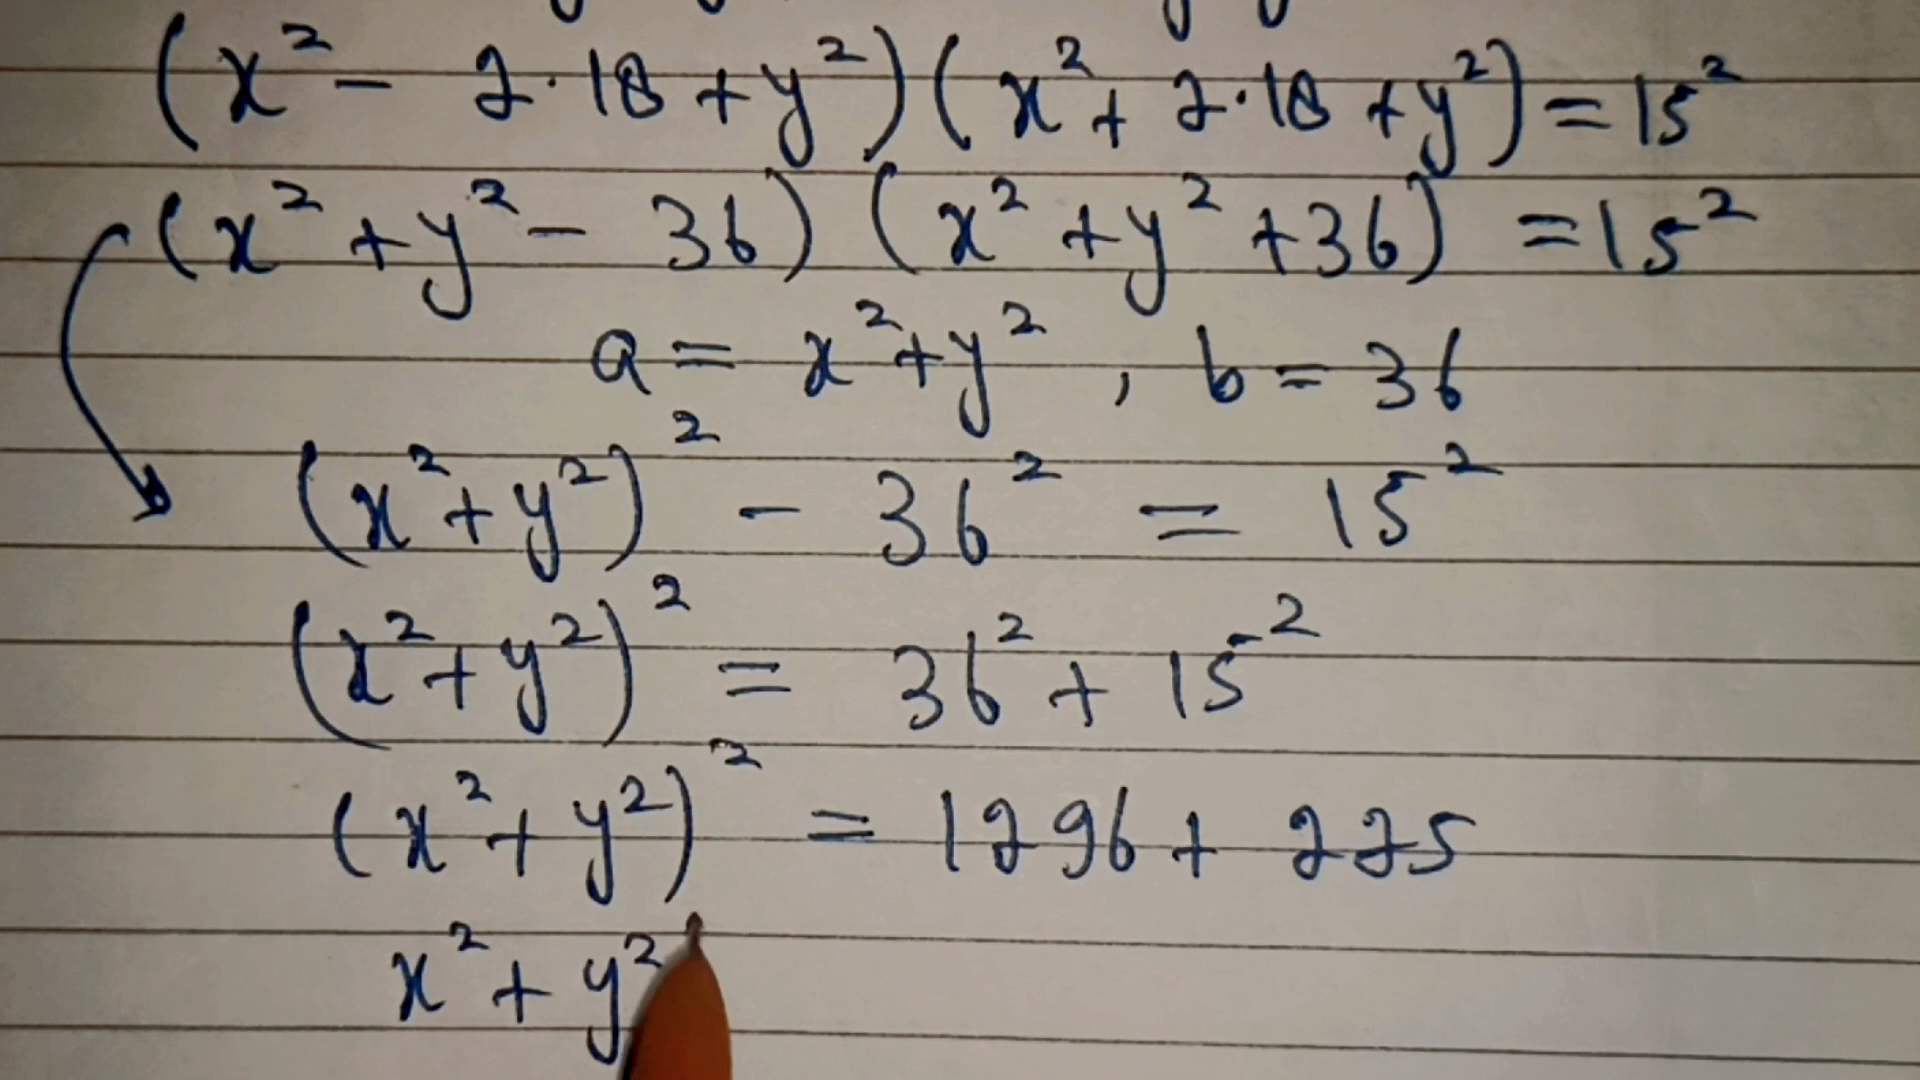 (x² - 2·18 + y²)(x² + 2·18 + y²) = 15²
(x² + y² - 36) (x² + y² + 36) = 15²
a = x² + y² , b = 36
(x² + y²)² - 36² = 15²
(x² + y²)² = 36² + 15²
(x² + y²)² = 1296 + 225
x² + y²